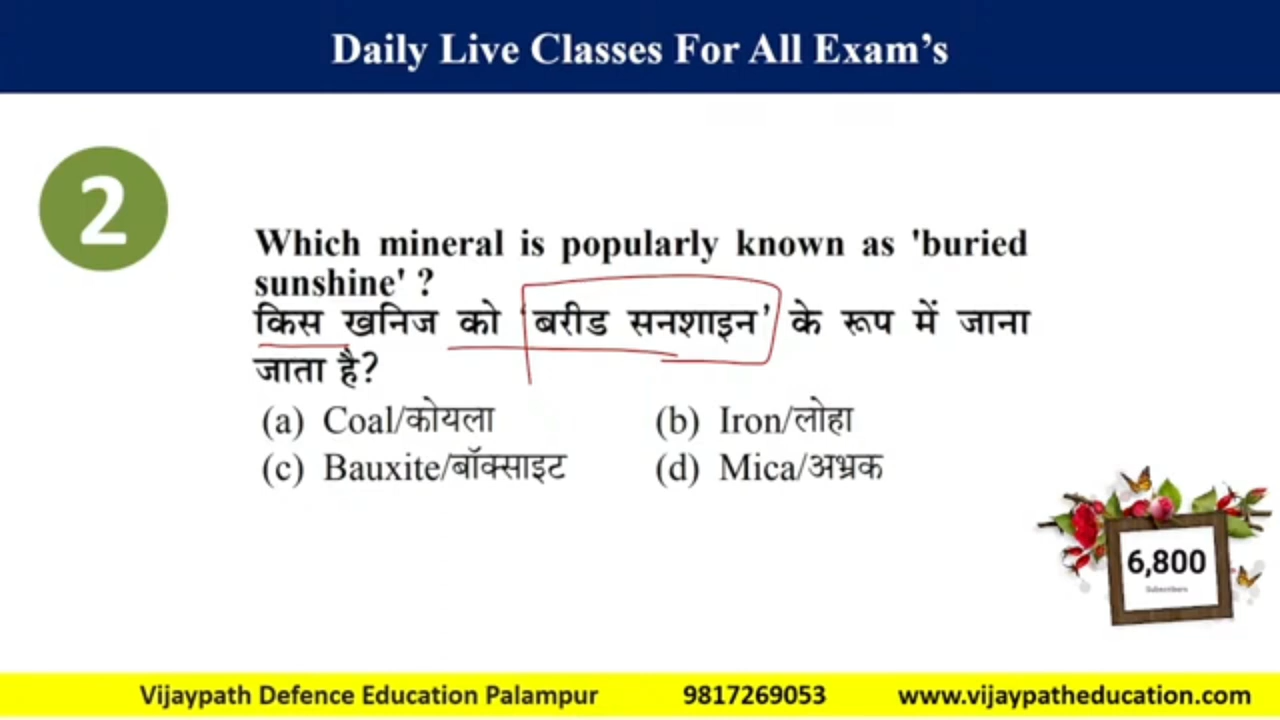 Daily Live Classes For All Exam's
2
Which mineral is popularly known as 'buried
sunshine' ?
किस खनिज को 'बरीड सनशाइन' के रूप में जाना
जाता है?
(a) Coal/कोयला (b) Iron/लोहा
(c) Bauxite/बॉक्साइट (d) Mica/अभ्रक
6,800
Subscribers
Vijaypath Defence Education Palampur 9817269053 www.vijaypatheducation.com